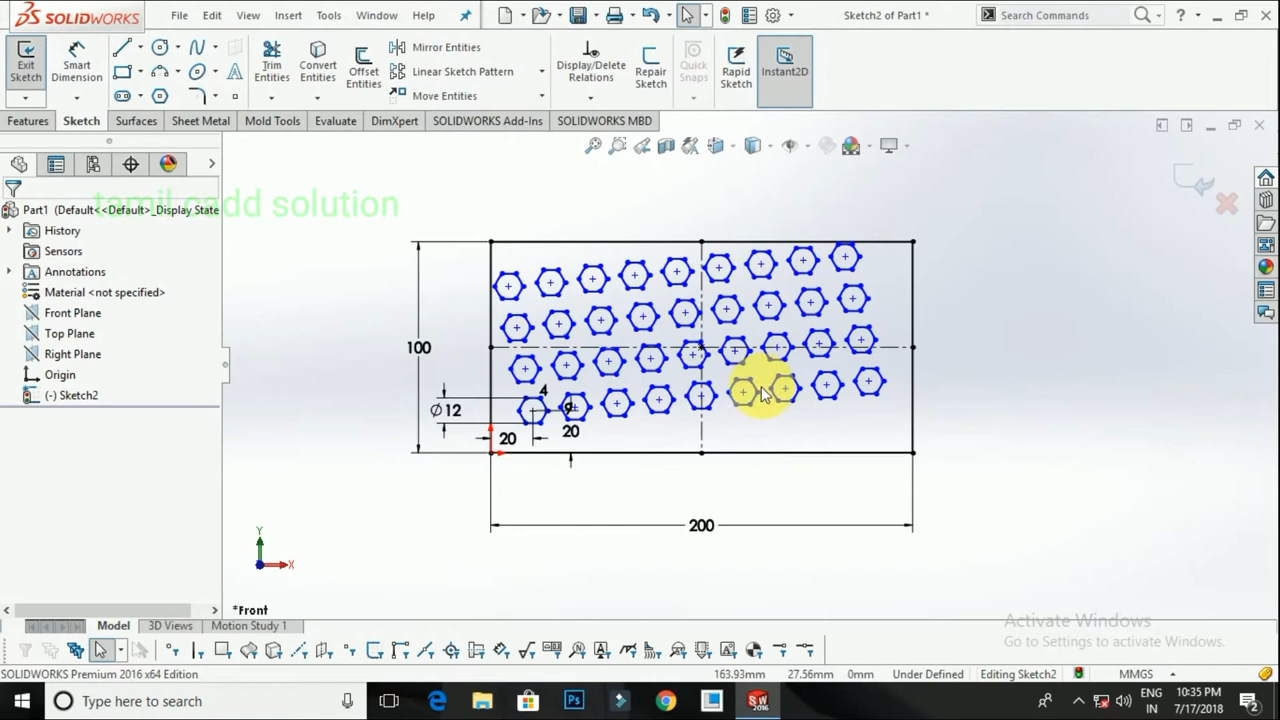 SOLIDWORKS
File Edit View Insert Tools Window Help
Sketch2 of Part1 *
Search Commands
Exit Sketch
Smart Dimension
Trim Entities
Convert Entities
Offset Entities
Mirror Entities
Linear Sketch Pattern
Move Entities
Display/Delete Relations
Repair Sketch
Quick Snaps
Rapid Sketch
Instant2D
Features Sketch Surfaces Sheet Metal Mold Tools Evaluate DimXpert SOLIDWORKS Add-Ins SOLIDWORKS MBD
tamil cadd solution
Part1 (Default<<Default>_Display State
History
Sensors
Annotations
Material <not specified>
Front Plane
Top Plane
Right Plane
Origin
(-) Sketch2
100
4
∅12
9
20
20
200
Y
X
*Front
Model 3D Views Motion Study 1
Activate Windows
Go to Settings to activate Windows.
SOLIDWORKS Premium 2016 x64 Edition
163.93mm 27.56mm 0mm Under Defined Editing Sketch2 MMGS
Type here to search
ENG
IN
10:35 PM
7/17/2018